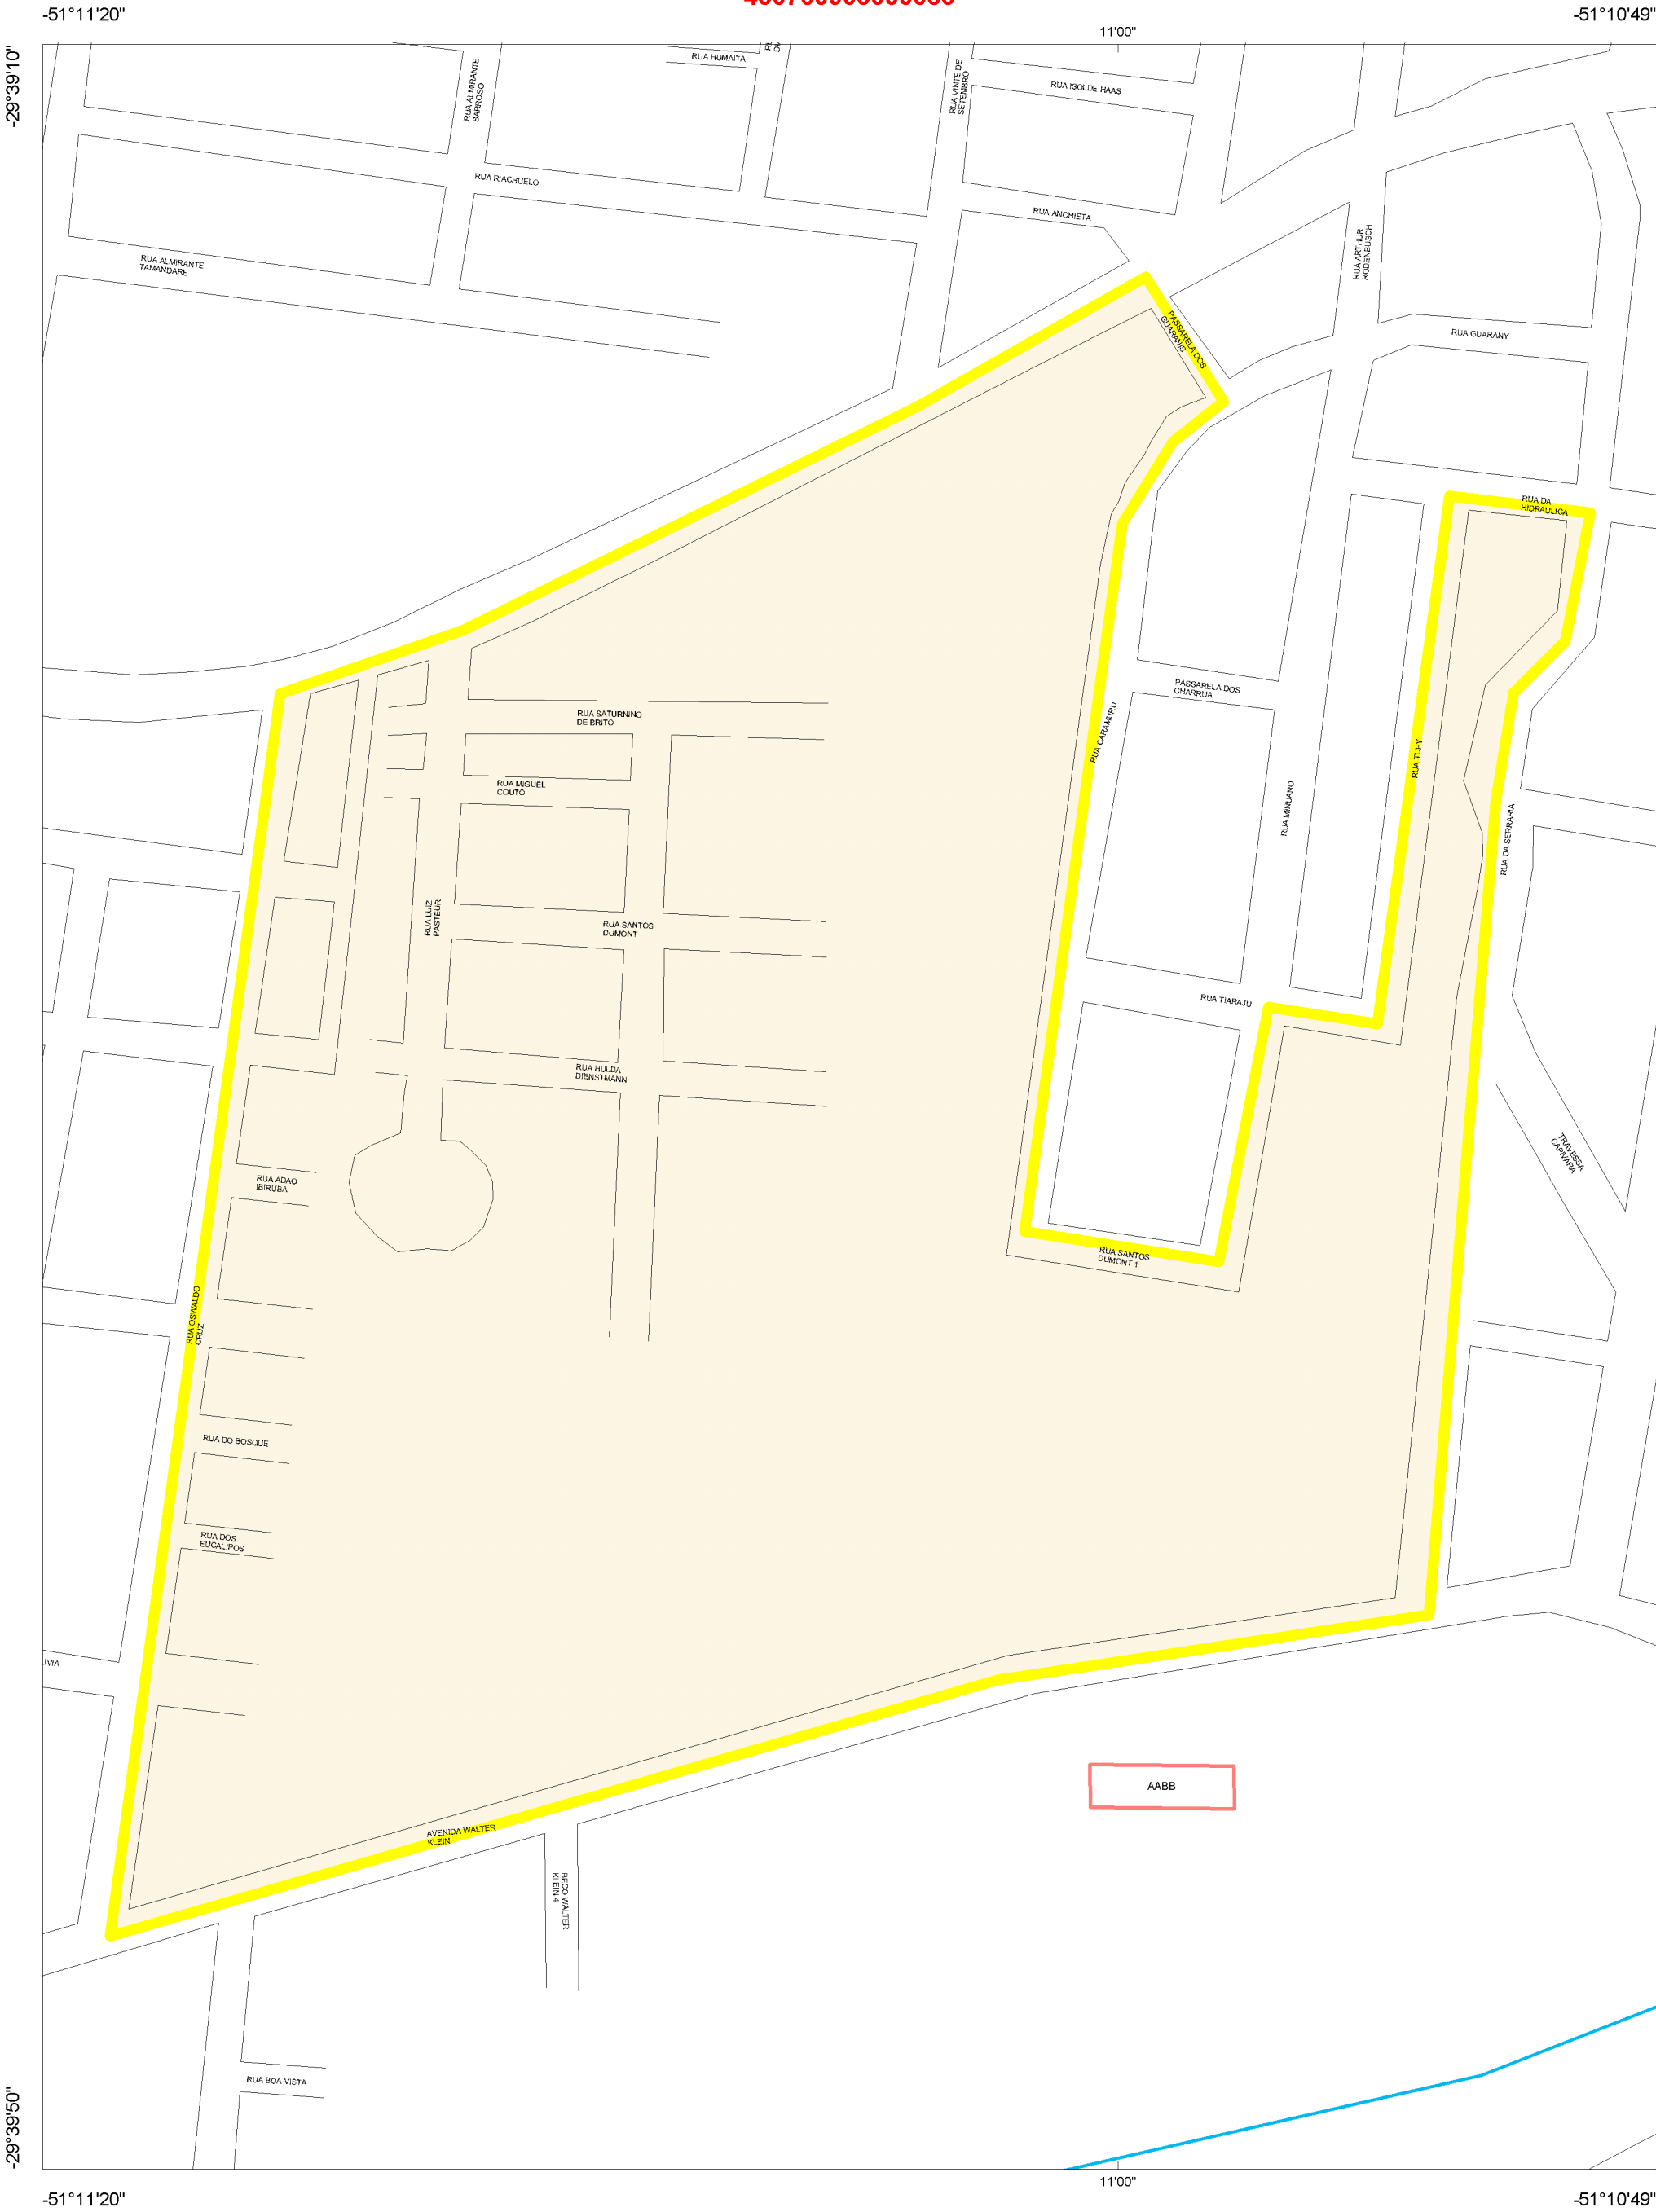 -51°11'20"
-51°10'49"
11'00"
-29°39'10"
RUA HUMAITA
RUA ALMIRANTE
BARROSO
RUA VINTE DE
SETEMBRO
RUA ISOLDE HAAS
RUA RIACHUELO
RUA ANCHIETA
RUA ARTHUR
RODENBUSCH
RUA ALMIRANTE
TAMANDARE
PASSARELA DOS
GUARANIS
RUA GUARANY
RUA DA
HIDRAULICA
PASSARELA DOS
CHARRUA
RUA SATURNINO
DE BRITO
RUA CARAMURU
RUA TUPY
RUA MIGUEL
COUTO
RUA MINUANO
RUA DA SERRARIA
RUA LUIZ
PASTEUR
RUA SANTOS
DUMONT
RUA TIARAJU
RUA HULDA
DIENSTMANN
TRAVESSA
CAPIVARA
RUA ADAO
IBIRUBA
RUA SANTOS
DUMONT 1
RUA OSWALDO
CRUZ
RUA DO BOSQUE
RUA DOS
EUCALIPOS
AABB
AVENIDA WALTER
KLEIN
BECO WALTER
KLEIN 4
RUA BOA VISTA
-29°39'50"
11'00"
-51°11'20"
-51°10'49"